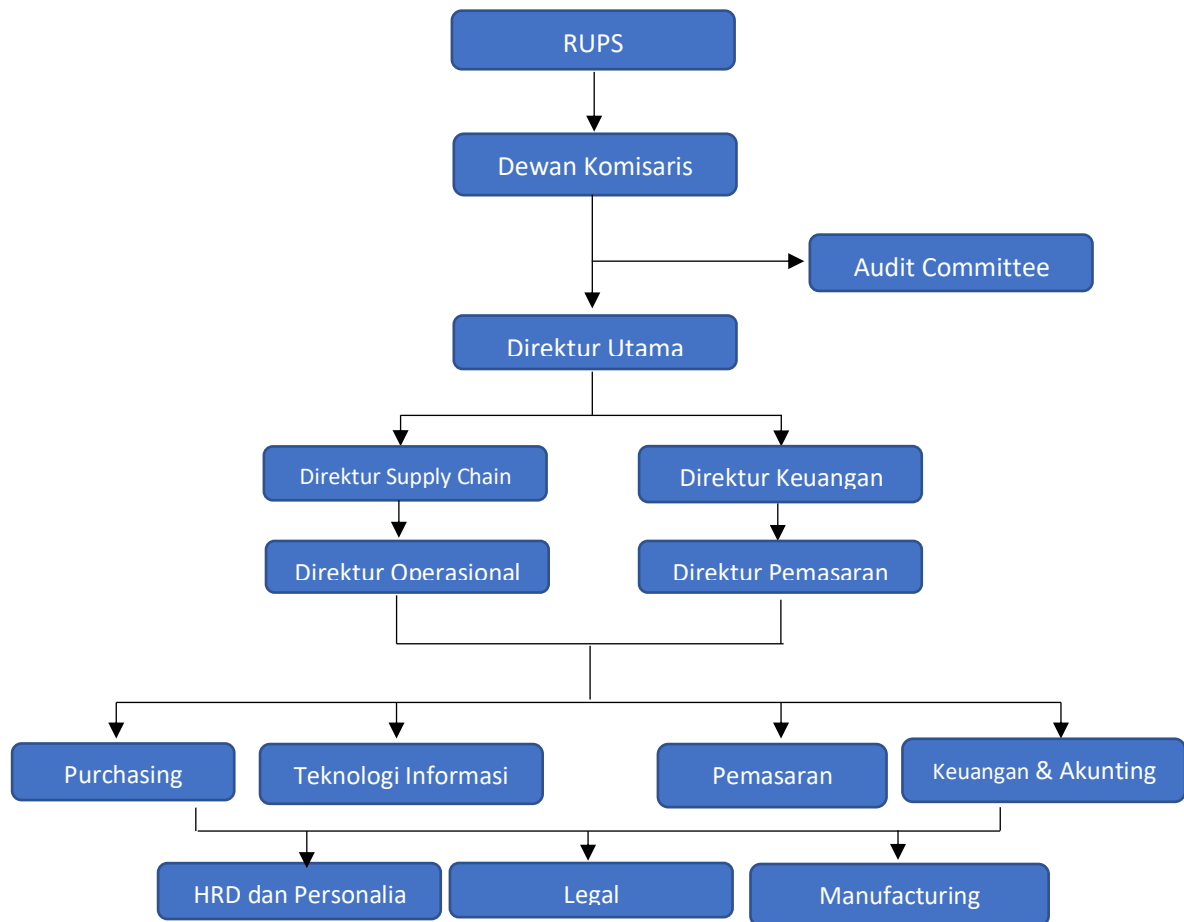 RUPS
Dewan Komisaris
Audit Committee
Direktur Utama
Direktur Supply Chain
Direktur Keuangan
Direktur Operasional
Direktur Pemasaran
Purchasing
Teknologi Informasi
Pemasaran
Keuangan & Akunting
HRD dan Personalia
Legal
Manufacturing